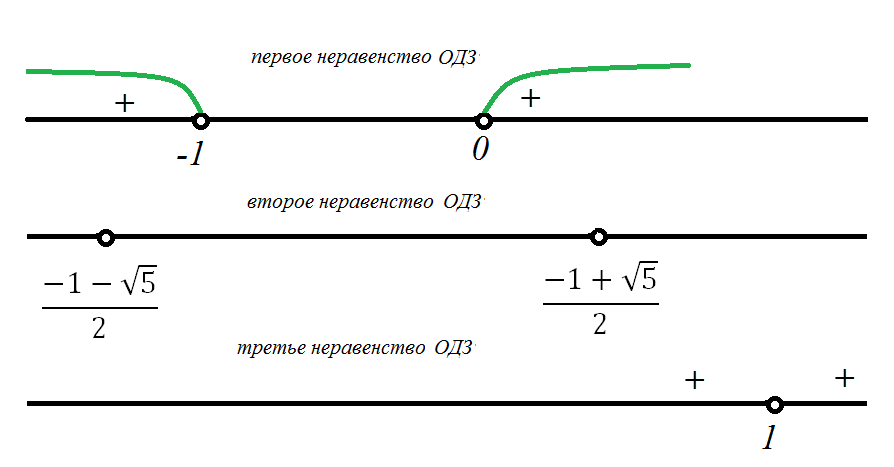 первое неравенство ОДЗ
+ +
-1 0
второе неравенство ОДЗ
(-1 - √5)/2 (-1 + √5)/2
третье неравенство ОДЗ
+ +
1